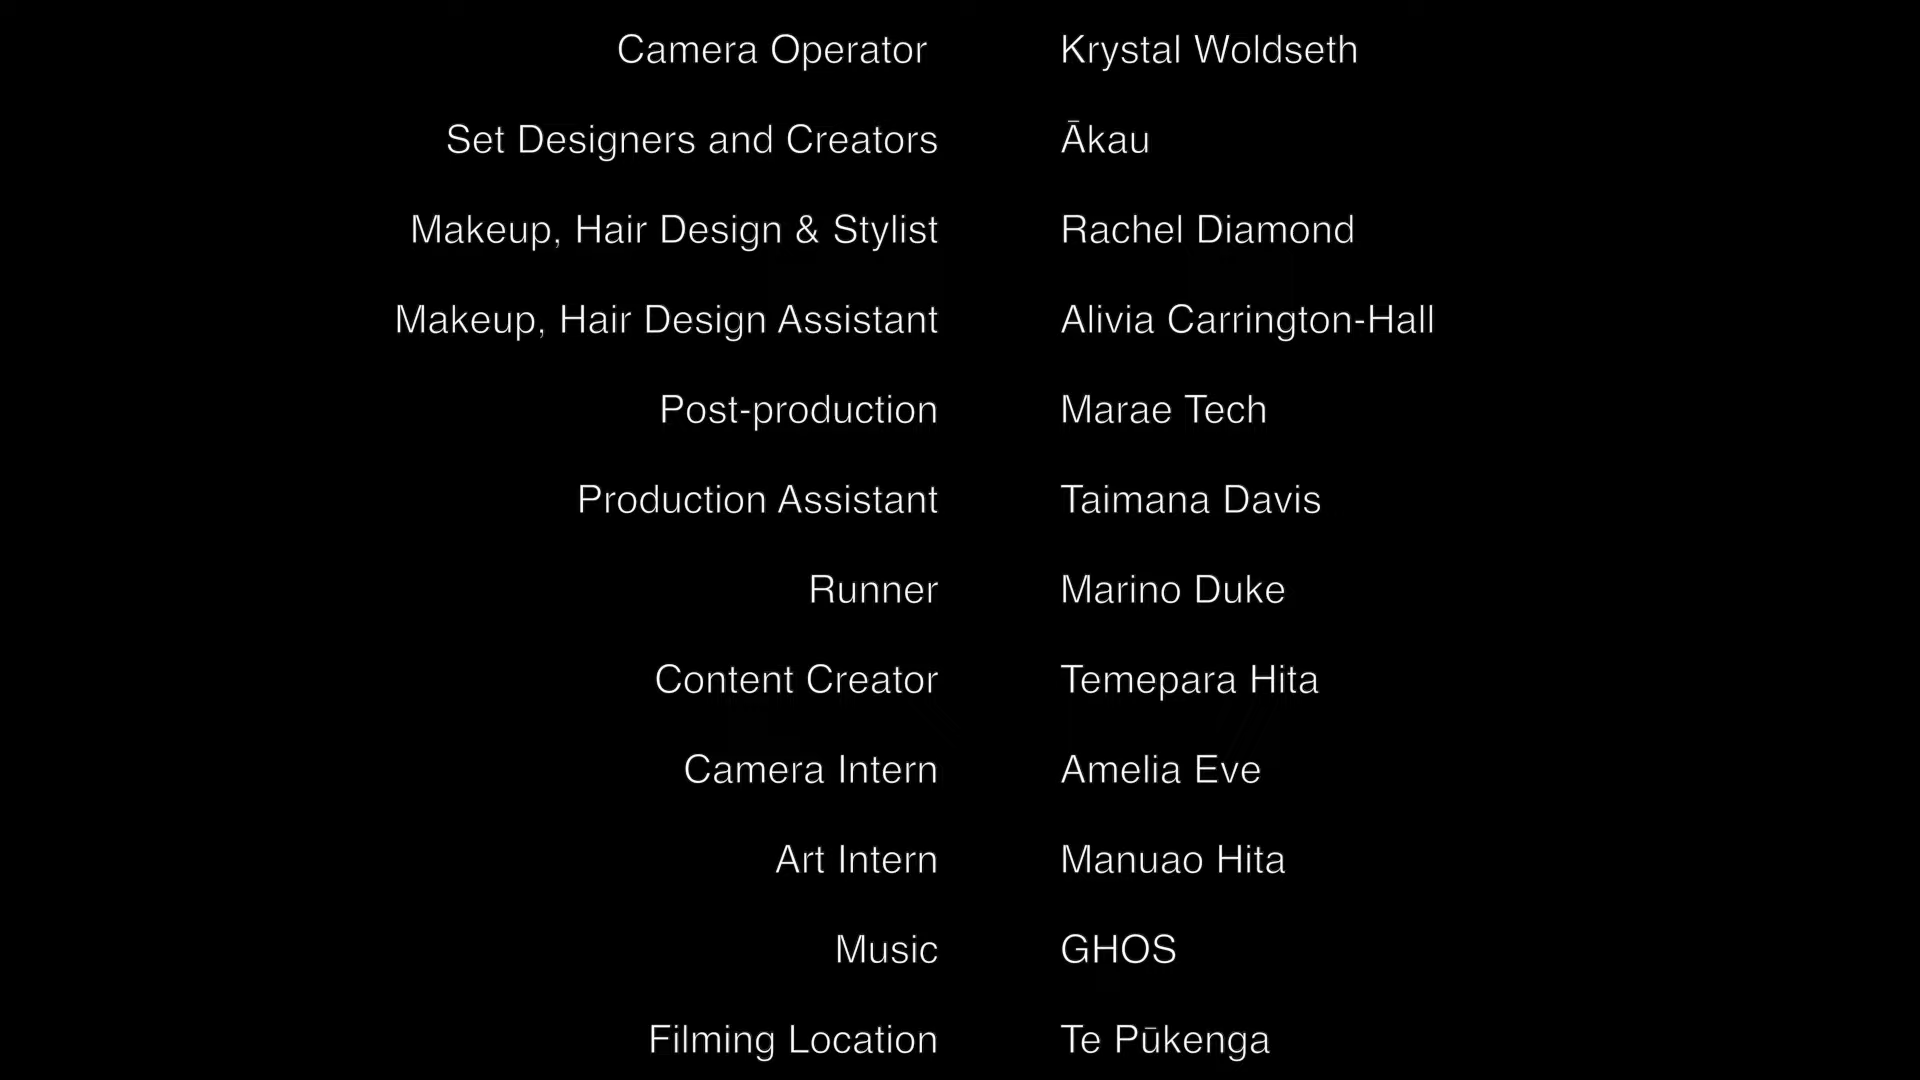 Camera Operator Krystal Woldseth
Set Designers and Creators Ākau
Makeup, Hair Design & Stylist Rachel Diamond
Makeup, Hair Design Assistant Alivia Carrington-Hall
Post-production Marae Tech
Production Assistant Taimana Davis
Runner Marino Duke
Content Creator Temepara Hita
Camera Intern Amelia Eve
Art Intern Manuao Hita
Music GHOS
Filming Location Te Pūkenga